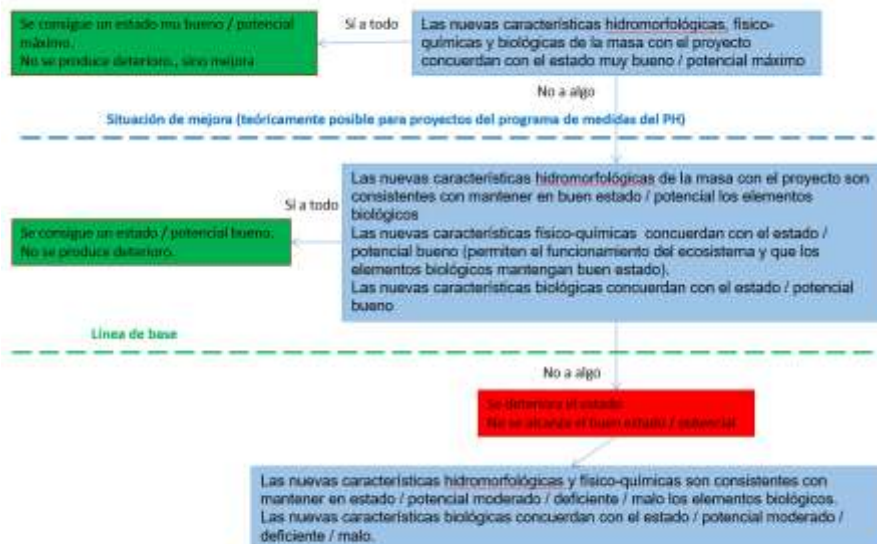 Se consigue un estado mu bueno / potencial
máximo.
No se produce deterioro., sino mejora
Sí a todo
Las nuevas características hidromorfológicas, físico-
químicas y biológicas de la masa con el proyecto
concuerdan con el estado muy bueno / potencial máximo
No a algo
Situación de mejora (teóricamente posible para proyectos del programa de medidas del PH)
Las nuevas características hidromorfológicas de la masa con el proyecto son
consistentes con mantener en buen estado / potencial los elementos
biológicos
Las nuevas características físico-químicas concuerdan con el estado /
potencial bueno (permiten el funcionamiento del ecosistema y que los
elementos biológicos mantengan buen estado).
Las nuevas características biológicas concuerdan con el estado / potencial
bueno
Sí a todo
Se consigue un estado / potencial bueno.
No se produce deterioro.
Línea de base
No a algo
Se deteriora el estado
No se alcanza el buen estado / potencial
Las nuevas características hidromorfológicas y físico-químicas son consistentes con
mantener en estado / potencial moderado / deficiente / malo los elementos biológicos.
Las nuevas características biológicas concuerdan con el estado / potencial moderado /
deficiente / malo.